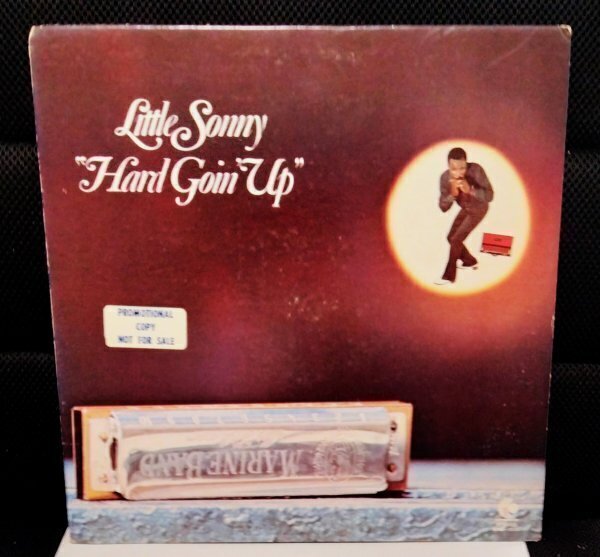 Little Sonny
"Hard Goin' Up"
PROMOTIONAL
COPY
NOT FOR SALE
MARINE BAND